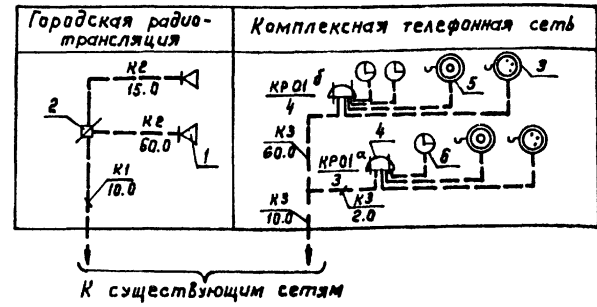 Городская радио-
трансляция
Комплексная телефонная сеть
К2
15.0
2
К2
60.0
1
К1
10.0
КР01 б
4
5
3
К3
60.0
КР01 а
3
4
6
К3
2.0
К3
10.0
К существующим сетям